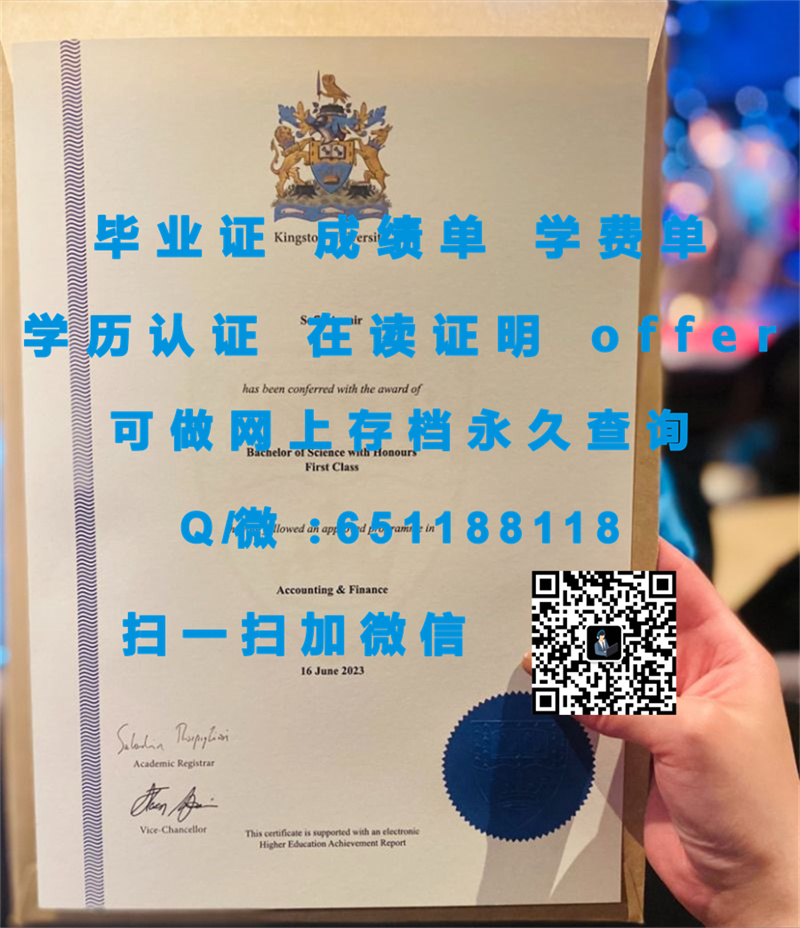 毕业证 成绩单 学费单
学历认证 在读证明 offer
has been conferred with the award of
可做网上存档永久查询
Bachelor of Science with Honours
First Class
Q/微：651188118
Accounting & Finance
扫一扫加微信
16 June 2023
Academic Registrar
Vice-Chancellor
This certificate is supported with an electronic
Higher Education Achievement Report